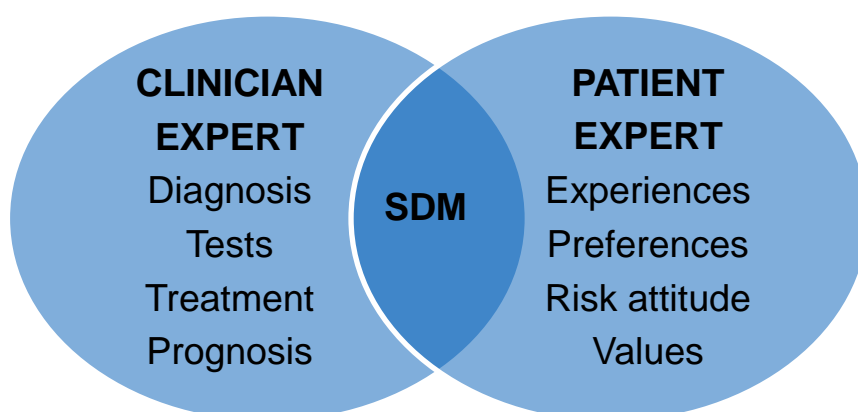 CLINICIAN
EXPERT
Diagnosis
Tests
Treatment
Prognosis
SDM
PATIENT
EXPERT
Experiences
Preferences
Risk attitude
Values